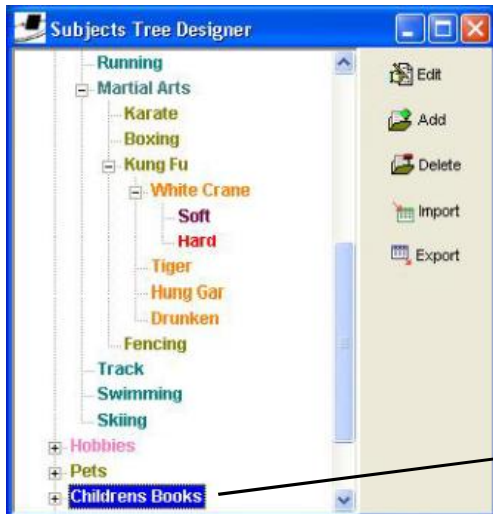 Subjects Tree Designer
Running
Martial Arts
Karate
Boxing
Kung Fu
White Crane
Soft
Hard
Tiger
Hung Gar
Drunken
Fencing
Track
Swimming
Skiing
Hobbies
Pets
Childrens Books
Edit
Add
Delete
Import
Export